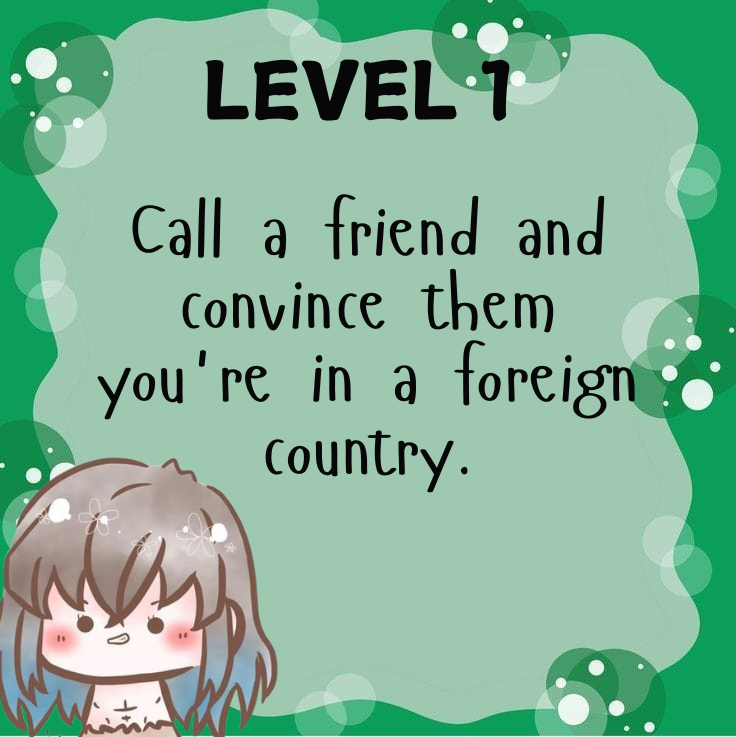 LEVEL 1
Call a friend and
convince them
you're in a foreign
country.